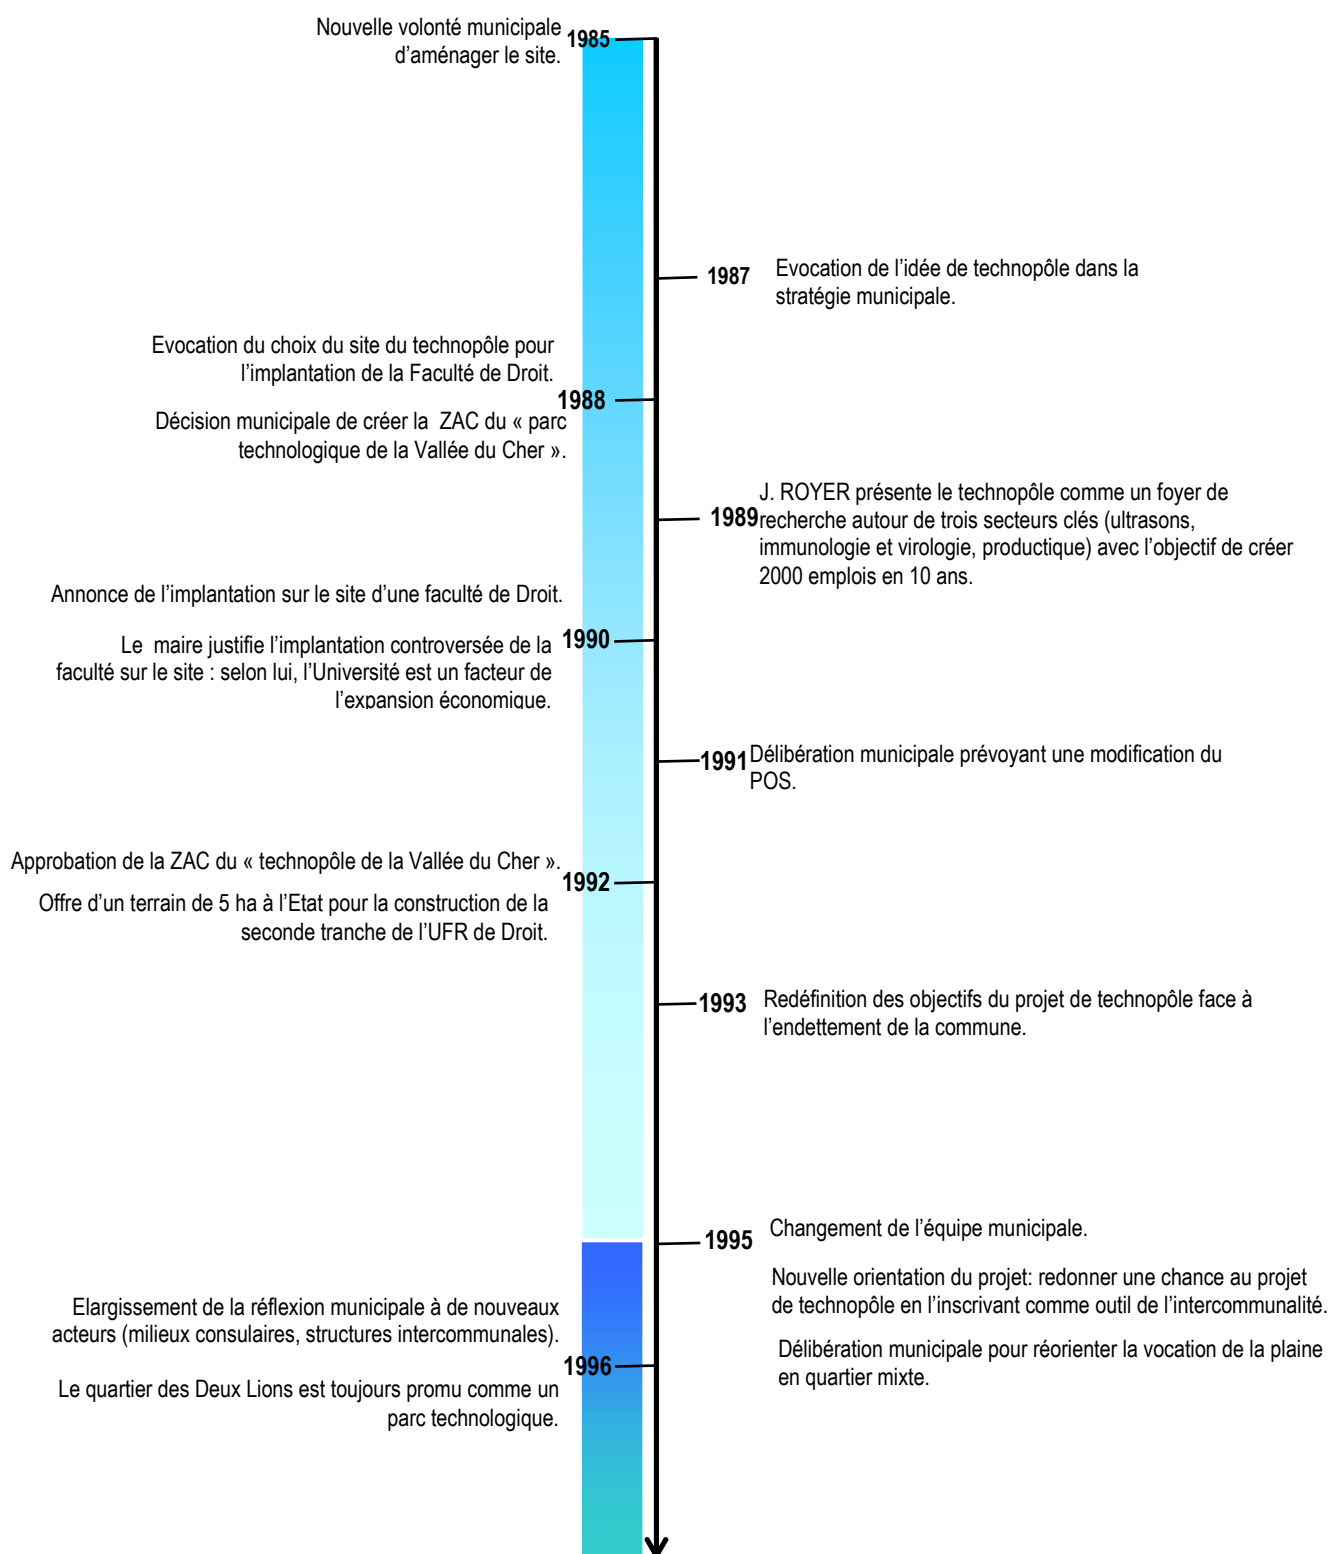 Nouvelle volonté municipale
d’aménager le site.
1985
1987
Evocation de l’idée de technopôle dans la
stratégie municipale.
Evocation du choix du site du technopôle pour
l’implantation de la Faculté de Droit.
1988
Décision municipale de créer la  ZAC du « parc
technologique de la Vallée du Cher ».
1989
J. ROYER présente le technopôle comme un foyer de
recherche autour de trois secteurs clés (ultrasons,
immunologie et virologie, productique) avec l’objectif de créer
2000 emplois en 10 ans.
Annonce de l’implantation sur le site d’une faculté de Droit.
1990
Le  maire justifie l’implantation controversée de la
faculté sur le site : selon lui, l’Université est un facteur de
l’expansion économique.
1991
Délibération municipale prévoyant une modification du
POS.
Approbation de la ZAC du « technopôle de la Vallée du Cher ».
1992
Offre d’un terrain de 5 ha à l’Etat pour la construction de la
seconde tranche de l’UFR de Droit.
1993
Redéfinition des objectifs du projet de technopôle face à
l’endettement de la commune.
1995
Changement de l’équipe municipale.
Nouvelle orientation du projet: redonner une chance au projet
de technopôle en l’inscrivant comme outil de l’intercommunalité.
Délibération municipale pour réorienter la vocation de la plaine
en quartier mixte.
Elargissement de la réflexion municipale à de nouveaux
acteurs (milieux consulaires, structures intercommunales).
1996
Le quartier des Deux Lions est toujours promu comme un
parc technologique.